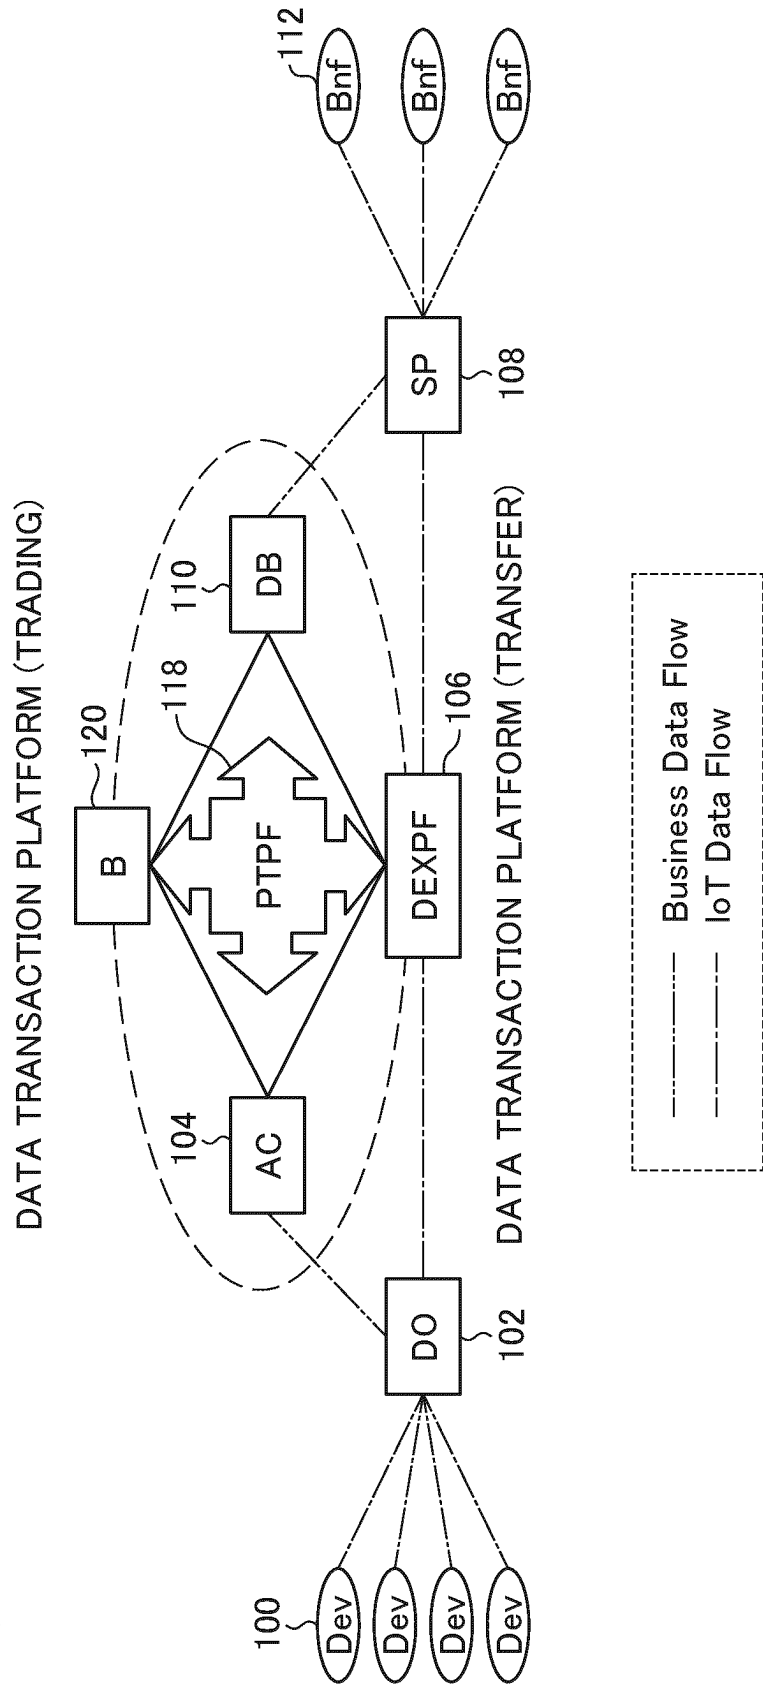 DATA TRANSACTION PLATFORM (TRADING)
120
B
104
AC
118
PTPF
110
DB
112
Bnf
Bnf
Bnf
100
Dev
Dev
Dev
Dev
DO
102
DEXPF
106
SP
108
DATA TRANSACTION PLATFORM (TRANSFER)
Business Data Flow
IoT Data Flow